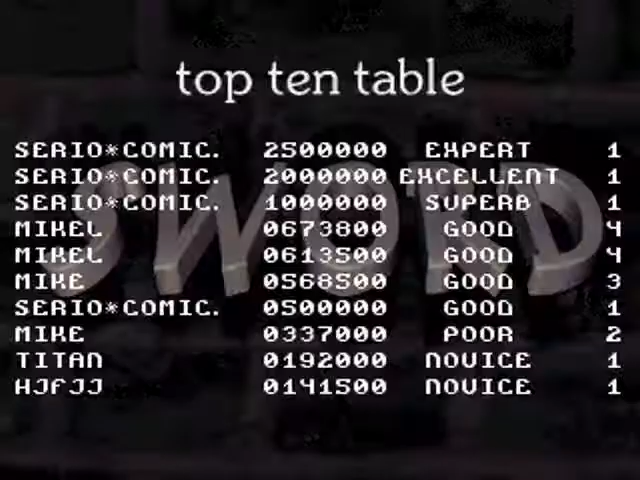 top ten table
SERIO*COMIC. 2500000 EXPERT 1
SERIO*COMIC. 2000000 EXCELLENT 1
SERIO*COMIC. 1000000 SUPERB 1
MIKEL 0673800 GOOD 4
MIKEL 0613500 GOOD 4
MIKE 0568500 GOOD 3
SERIO*COMIC. 0500000 GOOD 1
MIKE 0337000 POOR 2
TITAN 0192000 NOVICE 1
HJFJJ 0141500 NOVICE 1
SWORD